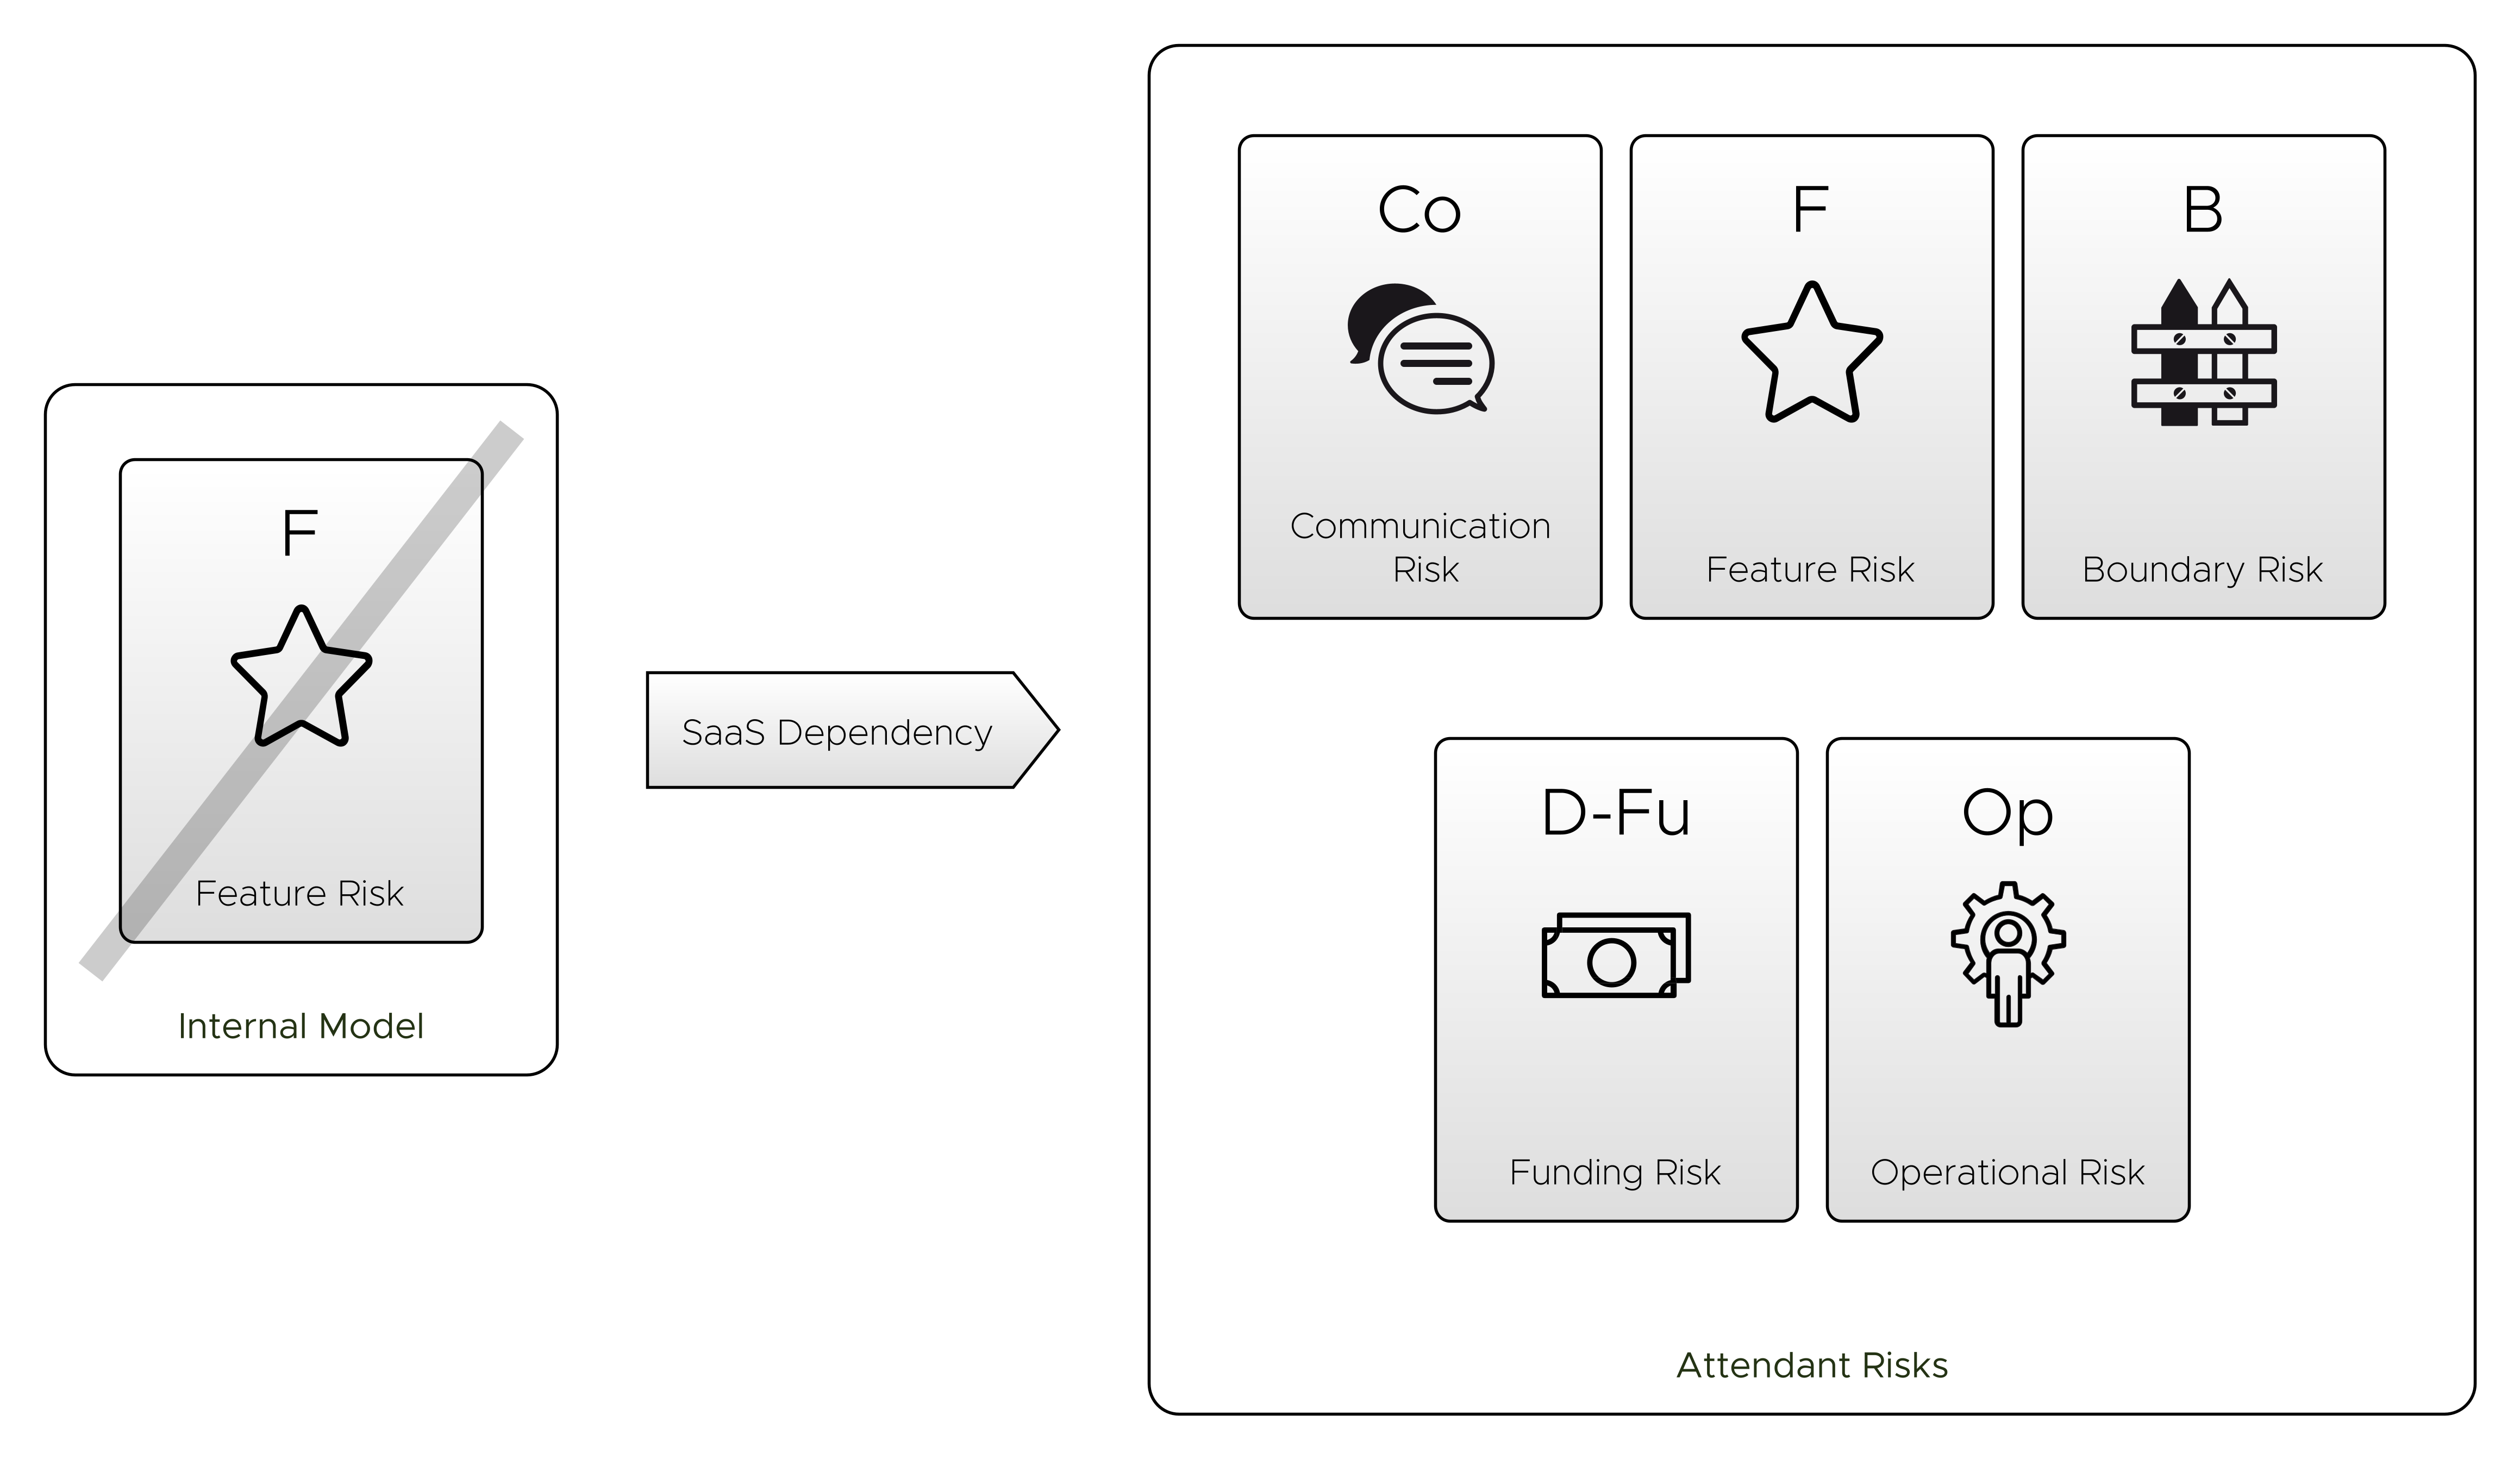 F
Feature Risk
Internal Model
SaaS Dependency
Co
Communication
Risk
F
Feature Risk
B
Boundary Risk
D-Fu
Funding Risk
Op
Operational Risk
Attendant Risks